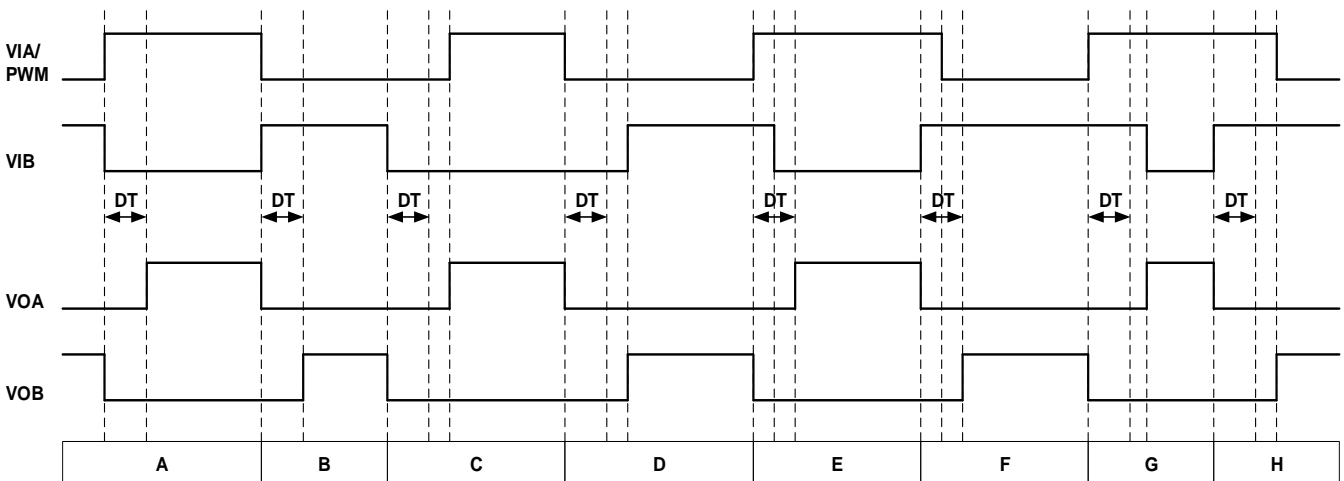 VIA/
PWM
VIB
DT DT DT DT DT DT DT DT
VOA
VOB
A B C D E F G H